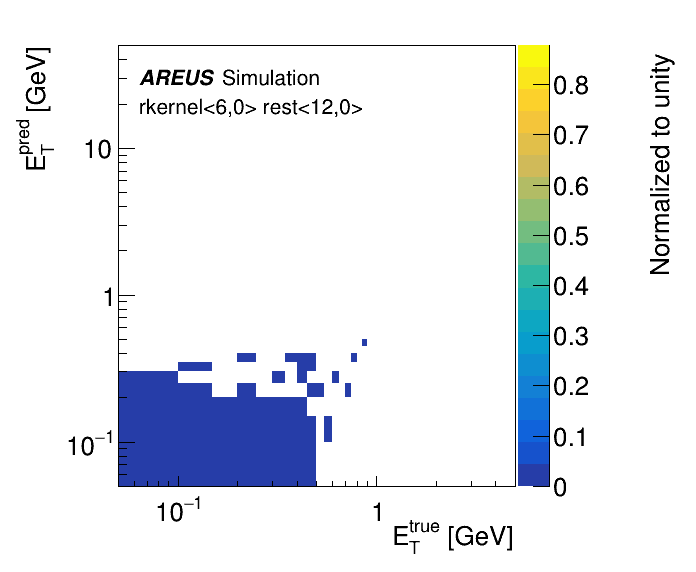 AREUS Simulation
rkernel<6,0> rest<12,0>
E_T^pred [GeV]
10
1
10⁻¹
10⁻¹
1
E_T^true [GeV]
0.8
0.7
0.6
0.5
0.4
0.3
0.2
0.1
0
Normalized to unity